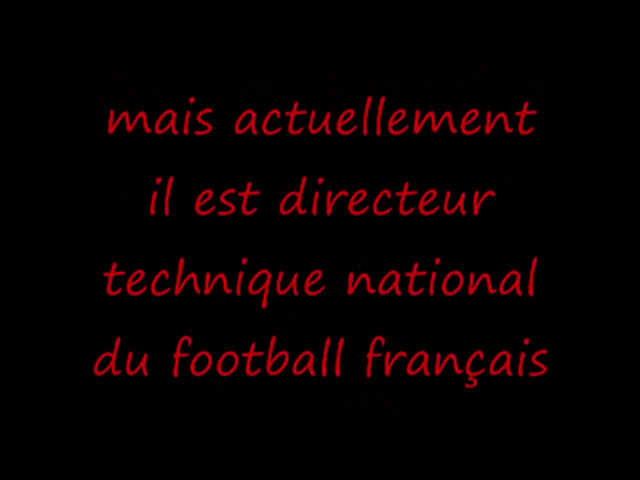 mais actuellement
il est directeur
technique national
du football français